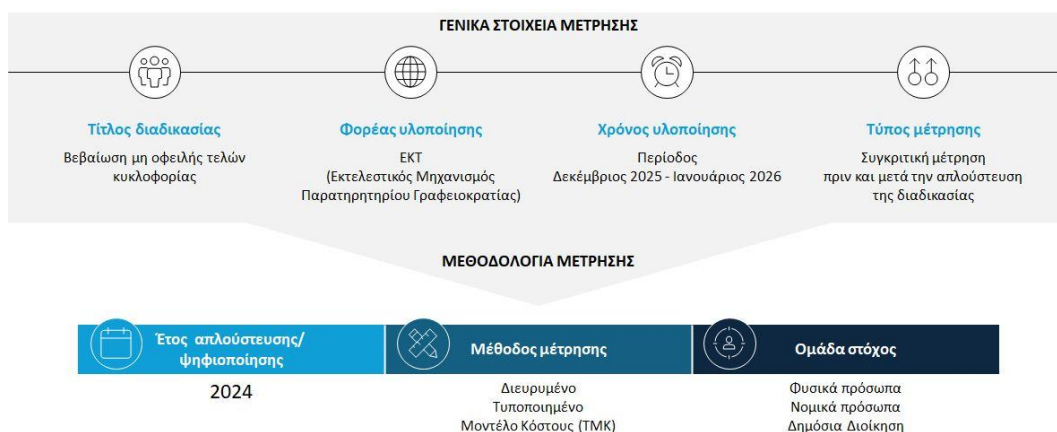 ΓΕΝΙΚΑ ΣΤΟΙΧΕΙΑ ΜΕΤΡΗΣΗΣ
Τίτλος διαδικασίας
Βεβαίωση μη οφειλής τελών
κυκλοφορίας
Φορέας υλοποίησης
ΕΚΤ
(Εκτελεστικός Μηχανισμός
Παρατηρητηρίου Γραφειοκρατίας)
Χρόνος υλοποίησης
Περίοδος
Δεκέμβριος 2025 - Ιανουάριος 2026
Τύπος μέτρησης
Συγκριτική μέτρηση
πριν και μετά την απλούστευση
της διαδικασίας
ΜΕΘΟΔΟΛΟΓΙΑ ΜΕΤΡΗΣΗΣ
Έτος απλούστευσης/
ψηφιοποίησης
2024
Μέθοδος μέτρησης
Διευρυμένο
Τυποποιημένο
Μοντέλο Κόστους (ΤΜΚ)
Ομάδα στόχος
Φυσικά πρόσωπα
Νομικά πρόσωπα
Δημόσια Διοίκηση